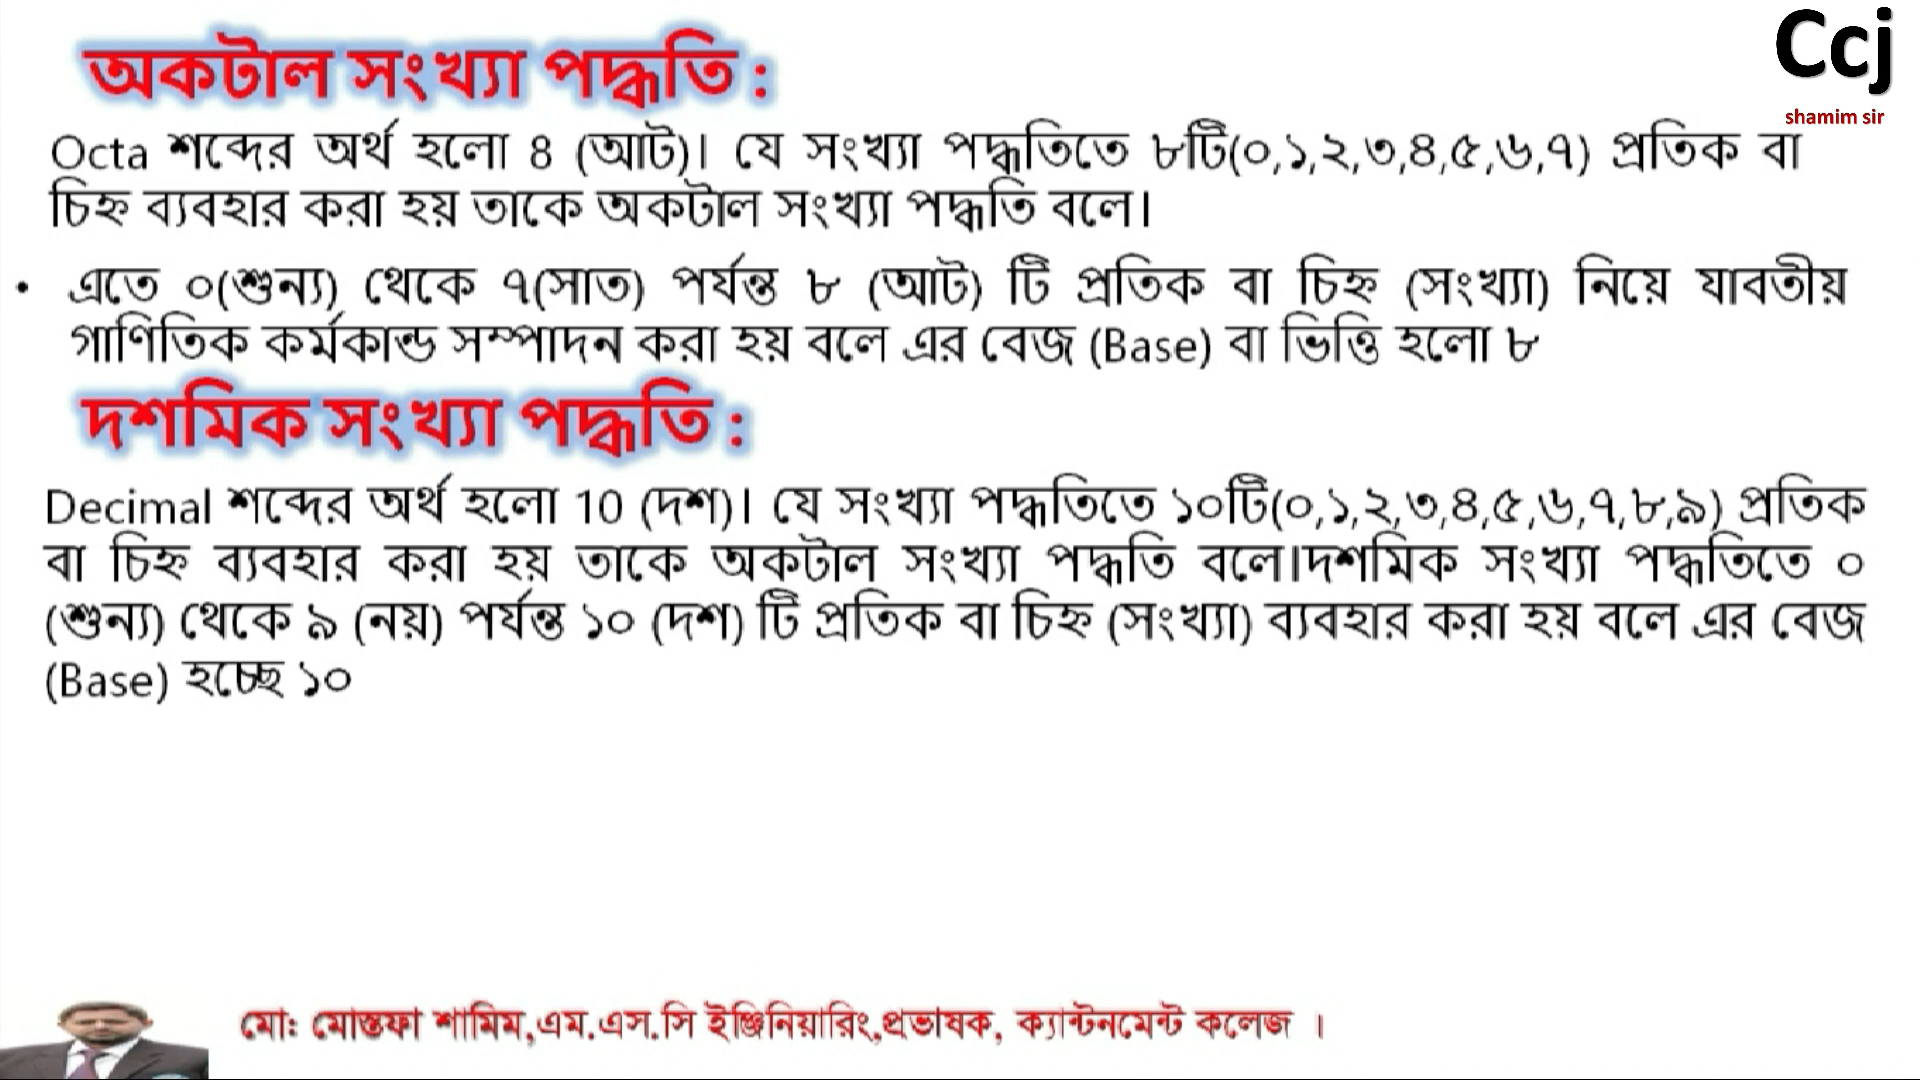 Ccj
shamim sir
অকটাল সংখ্যা পদ্ধতি :
Octa শব্দের অর্থ হলো 8 (আট)। যে সংখ্যা পদ্ধতিতে ৮টি(০,১,২,৩,৪,৫,৬,৭) প্রতিক বা
চিহ্ন ব্যবহার করা হয় তাকে অকটাল সংখ্যা পদ্ধতি বলে।
• এতে ০(শুন্য) থেকে ৭(সাত) পর্যন্ত ৮ (আট) টি প্রতিক বা চিহ্ন (সংখ্যা) নিয়ে যাবতীয়
গাণিতিক কর্মকান্ড সম্পাদন করা হয় বলে এর বেজ (Base) বা ভিত্তি হলো ৮
দশমিক সংখ্যা পদ্ধতি :
Decimal শব্দের অর্থ হলো 10 (দশ)। যে সংখ্যা পদ্ধতিতে ১০টি(০,১,২,৩,৪,৫,৬,৭,৮,৯) প্রতিক
বা চিহ্ন ব্যবহার করা হয় তাকে অকটাল সংখ্যা পদ্ধতি বলে।দশমিক সংখ্যা পদ্ধতিতে ০
(শুন্য) থেকে ৯ (নয়) পর্যন্ত ১০ (দশ) টি প্রতিক বা চিহ্ন (সংখ্যা) ব্যবহার করা হয় বলে এর বেজ
(Base) হচ্ছে ১০
মো: মোস্তফা শামিম,এম.এস.সি ইঞ্জিনিয়ারিং,প্রভাষক, ক্যান্টনমেন্ট কলেজ ।